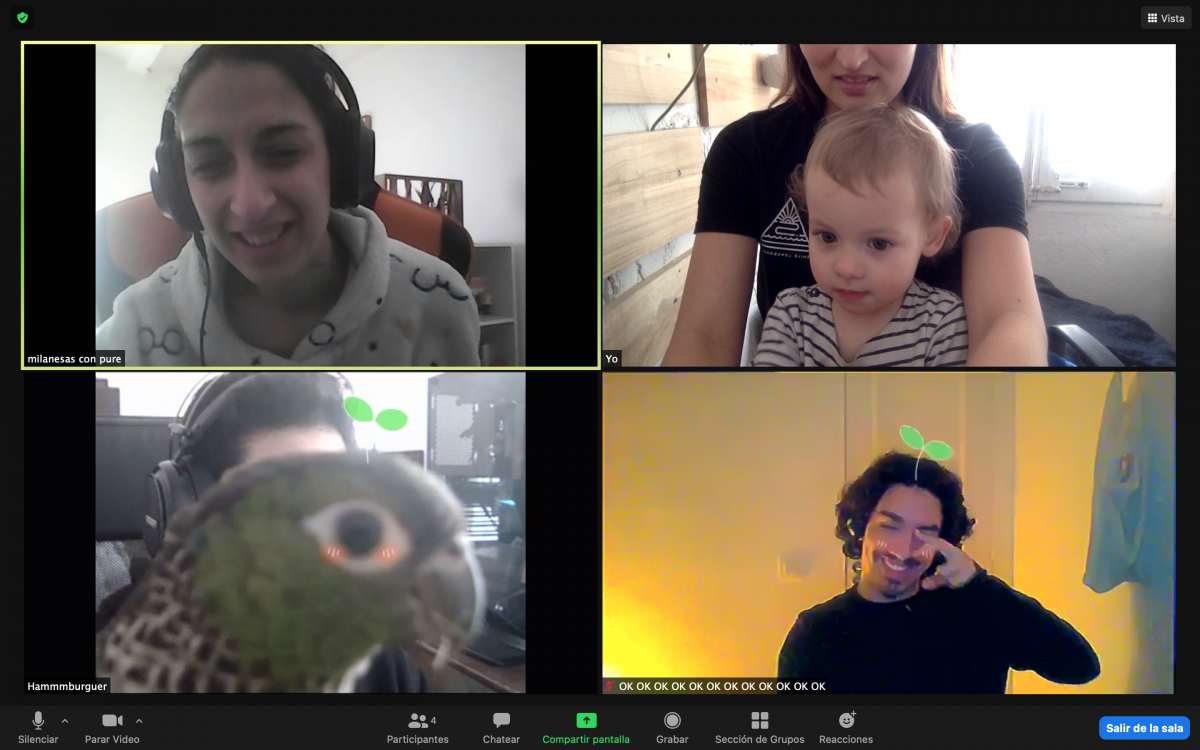 Vista
milanesas con pure
Yo
Hammmburguer
OK OK OK OK OK OK OK OK OK OK OK OK
Silenciar
Parar Video
Participantes
4
Chatear
Compartir pantalla
Grabar
Sección de Grupos
Reacciones
Salir de la sala